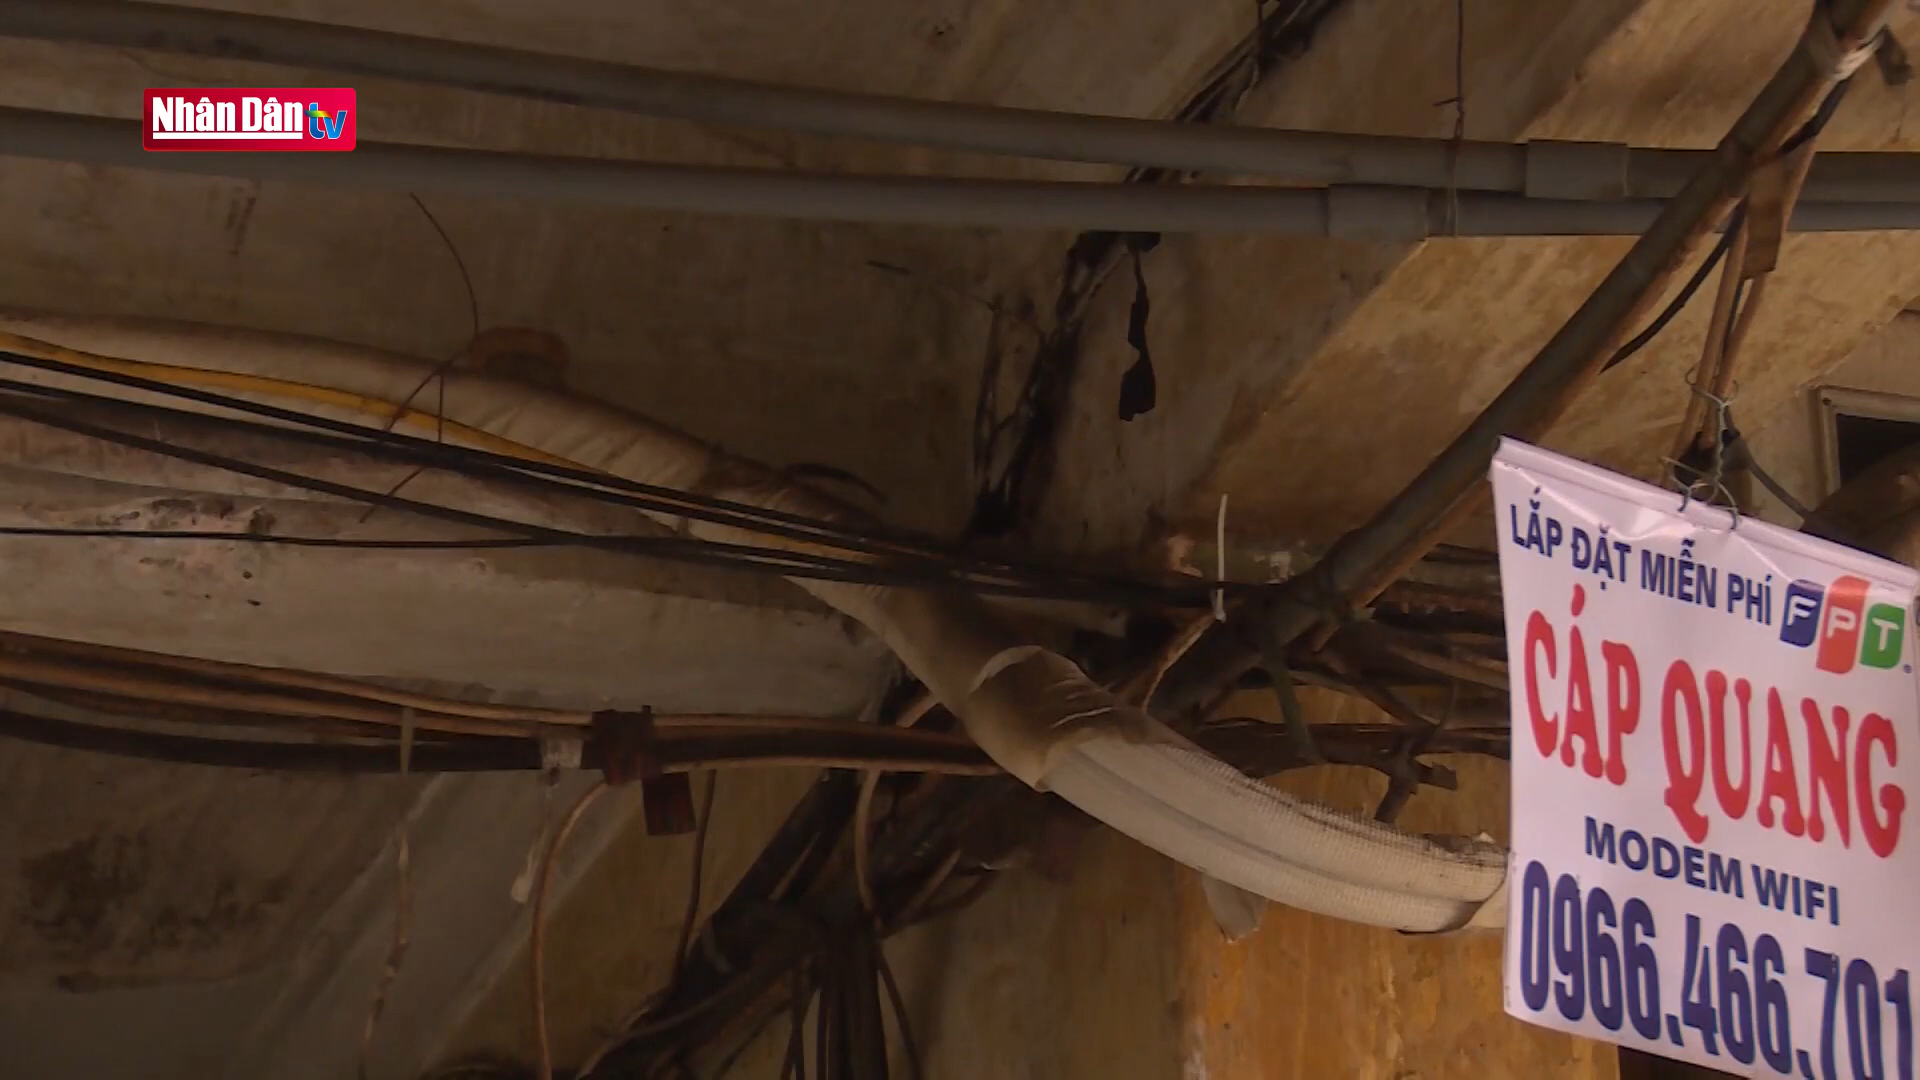 Nhân Dân tv
LẮP ĐẶT MIỄN PHÍ FPT
CÁP QUANG
MODEM WIFI
0966.466.701